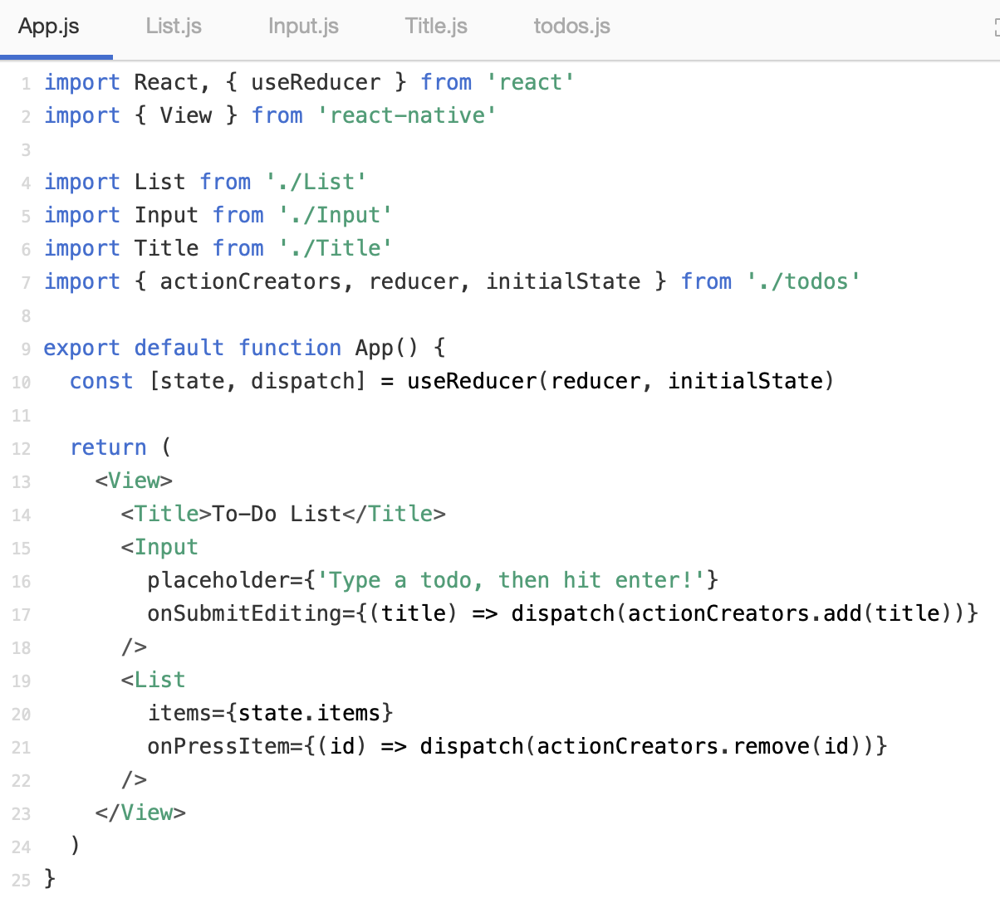 App.js List.js Input.js Title.js todos.js
1 import React, { useReducer } from 'react'
2 import { View } from 'react-native'
3
4 import List from './List'
5 import Input from './Input'
6 import Title from './Title'
7 import { actionCreators, reducer, initialState } from './todos'
8
9 export default function App() {
10   const [state, dispatch] = useReducer(reducer, initialState)
11
12   return (
13     <View>
14       <Title>To-Do List</Title>
15       <Input
16         placeholder={'Type a todo, then hit enter!'}
17         onSubmitEditing={(title) => dispatch(actionCreators.add(title))}
18       />
19       <List
20         items={state.items}
21         onPressItem={(id) => dispatch(actionCreators.remove(id))}
22       />
23     </View>
24   )
25 }